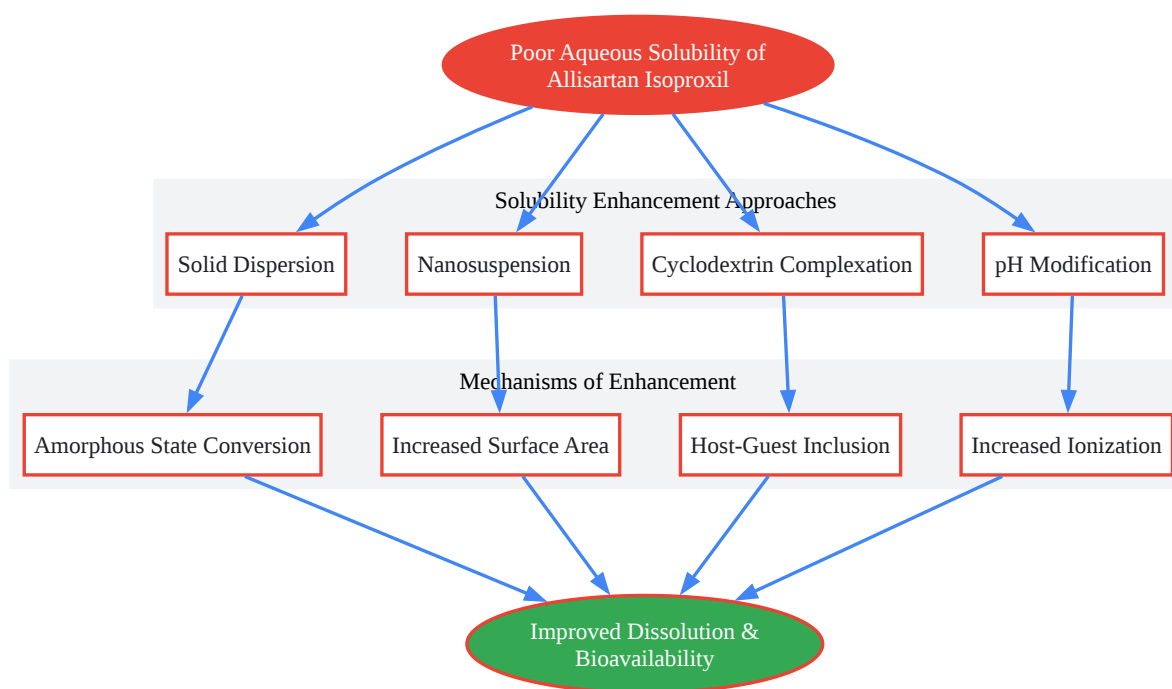 Poor Aqueous Solubility of
Allisartan Isoproxil
Solubility Enhancement Approaches
Solid Dispersion
Nanosuspension
Cyclodextrin Complexation
pH Modification
Mechanisms of Enhancement
Amorphous State Conversion
Increased Surface Area
Host-Guest Inclusion
Increased Ionization
Improved Dissolution &
Bioavailability